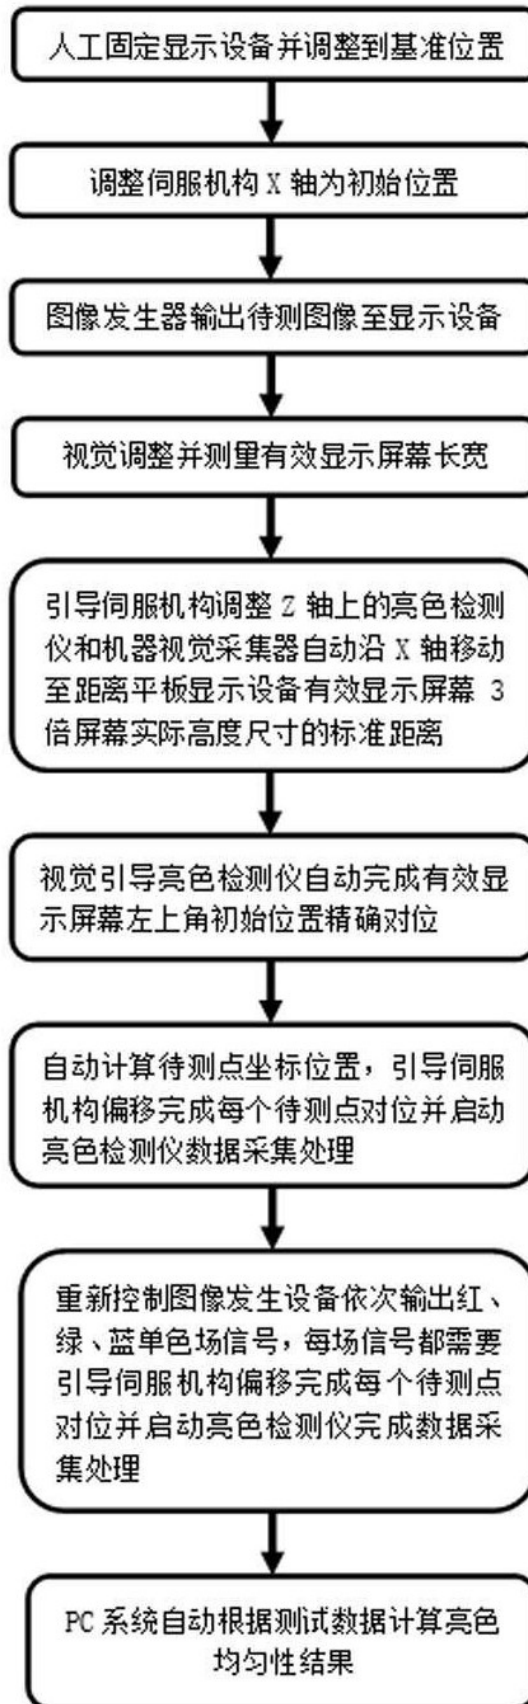 人工固定显示设备并调整到基准位置
调整伺服机构 X 轴为初始位置
图像发生器输出待测图像至显示设备
视觉调整并测量有效显示屏幕长宽
引导伺服机构调整 Z 轴上的亮色检测
仪和机器视觉采集器自动沿 X 轴移动
至距离平板显示设备有效显示屏幕 3
倍屏幕实际高度尺寸的标准距离
视觉引导亮色检测仪自动完成有效显
示屏幕左上角初始位置精确对位
自动计算待测点坐标位置，引导伺服
机构偏移完成每个待测点对位并启动
亮色检测仪数据采集处理
重新控制图像发生设备依次输出红、
绿、蓝单色场信号，每场信号都需要
引导伺服机构偏移完成每个待测点
对位并启动亮色检测仪完成数据采
集处理
PC 系统自动根据测试数据计算亮色
均匀性结果